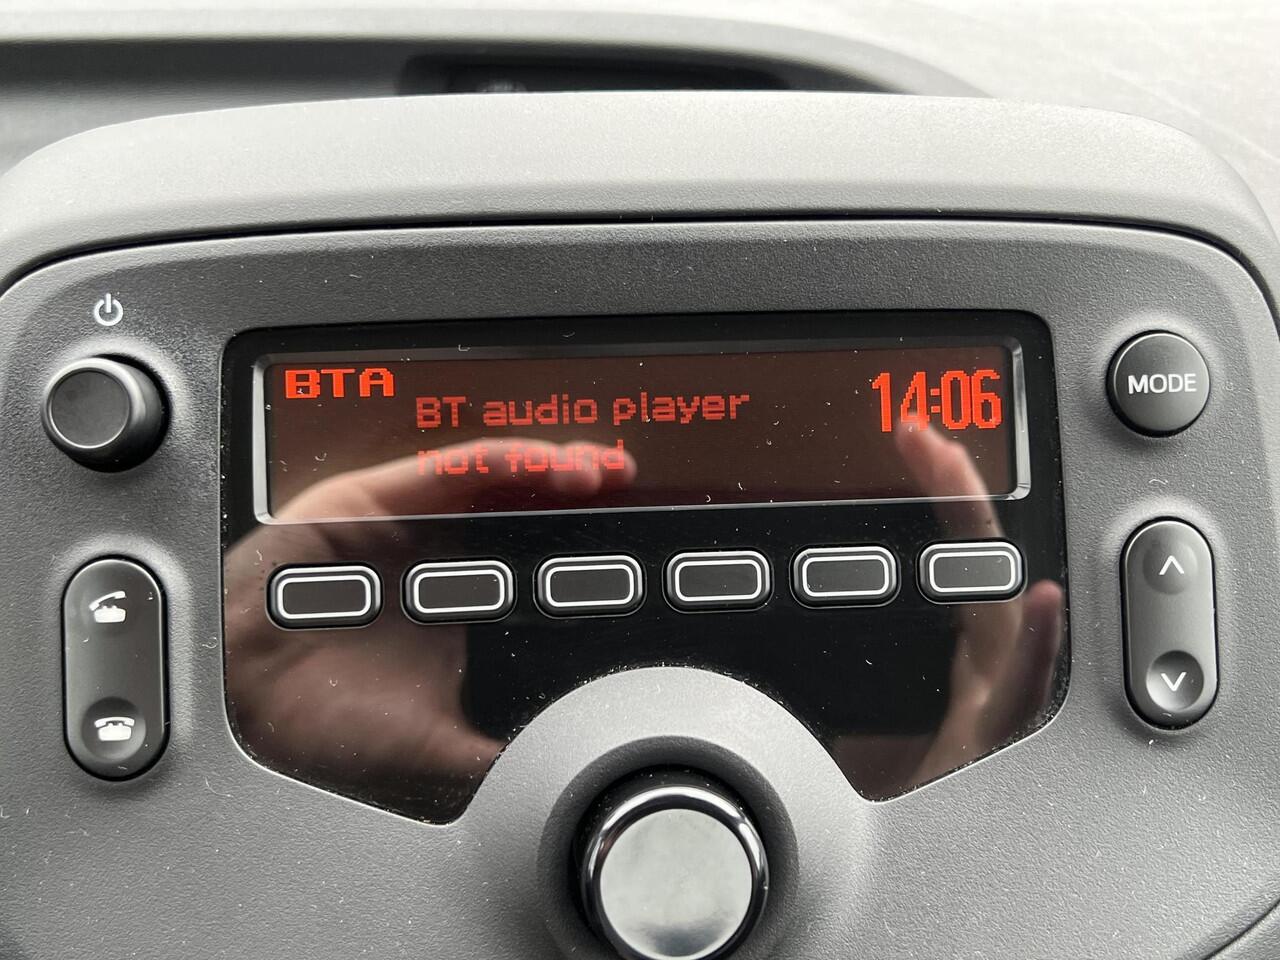 BTA
BT audio player
not found
14:06
MODE